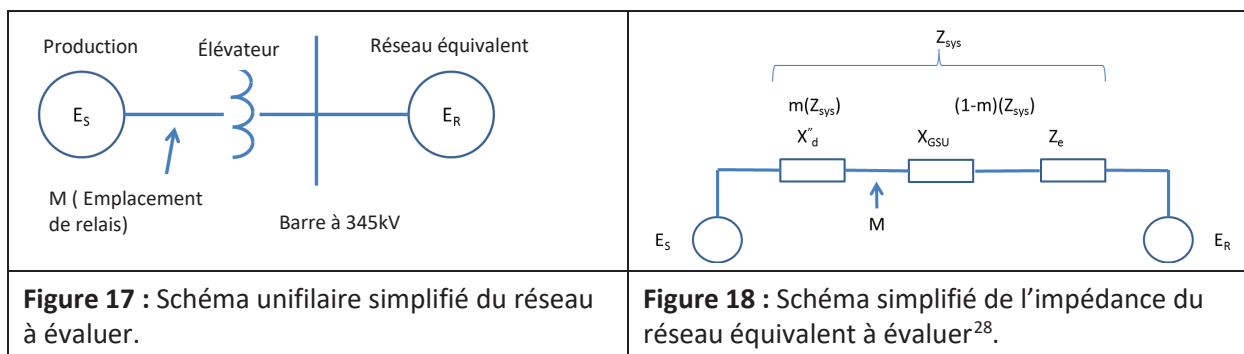 Production
Élévateur
Réseau équivalent
E_S
E_R
M ( Emplacement
de relais)
Barre à 345kV
Figure 17 : Schéma unifilaire simplifié du réseau
à évaluer.
Z_sys
m(Z_sys)
(1-m)(Z_sys)
X"_d
X_GSU
Z_e
M
E_S
E_R
Figure 18 : Schéma simplifié de l’impédance du
réseau équivalent à évaluer²⁸.